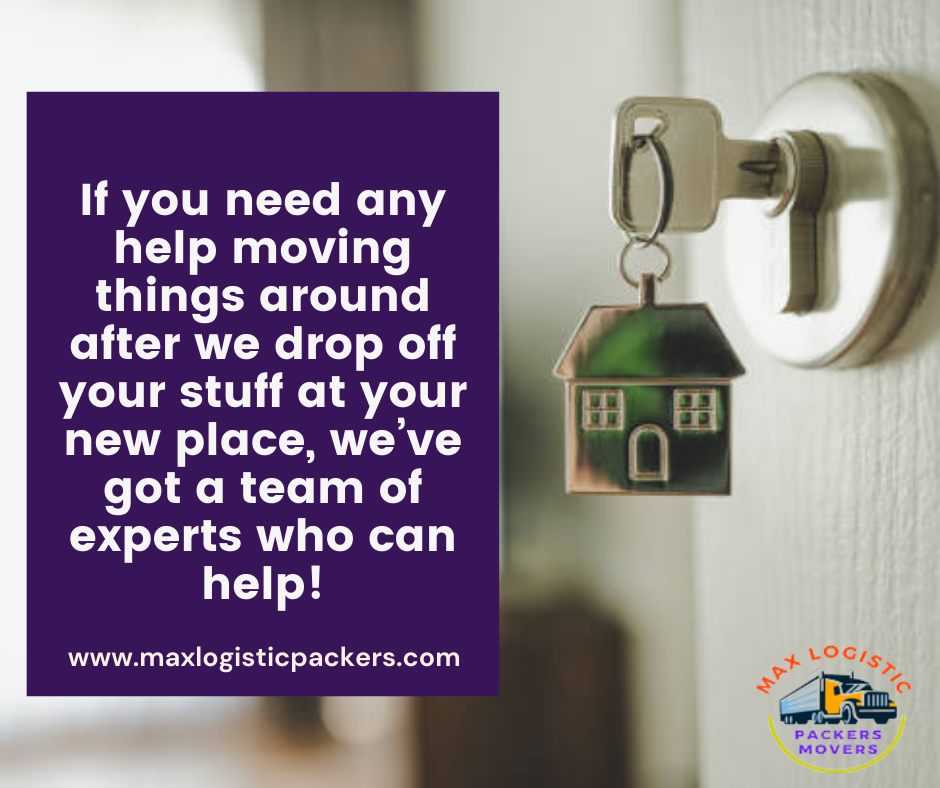 If you need any
help moving
things around
after we drop off
your stuff at your
new place, we’ve
got a team of
experts who can
help!
www.maxlogisticpackers.com
MAX LOGISTIC
PACKERS
MOVERS